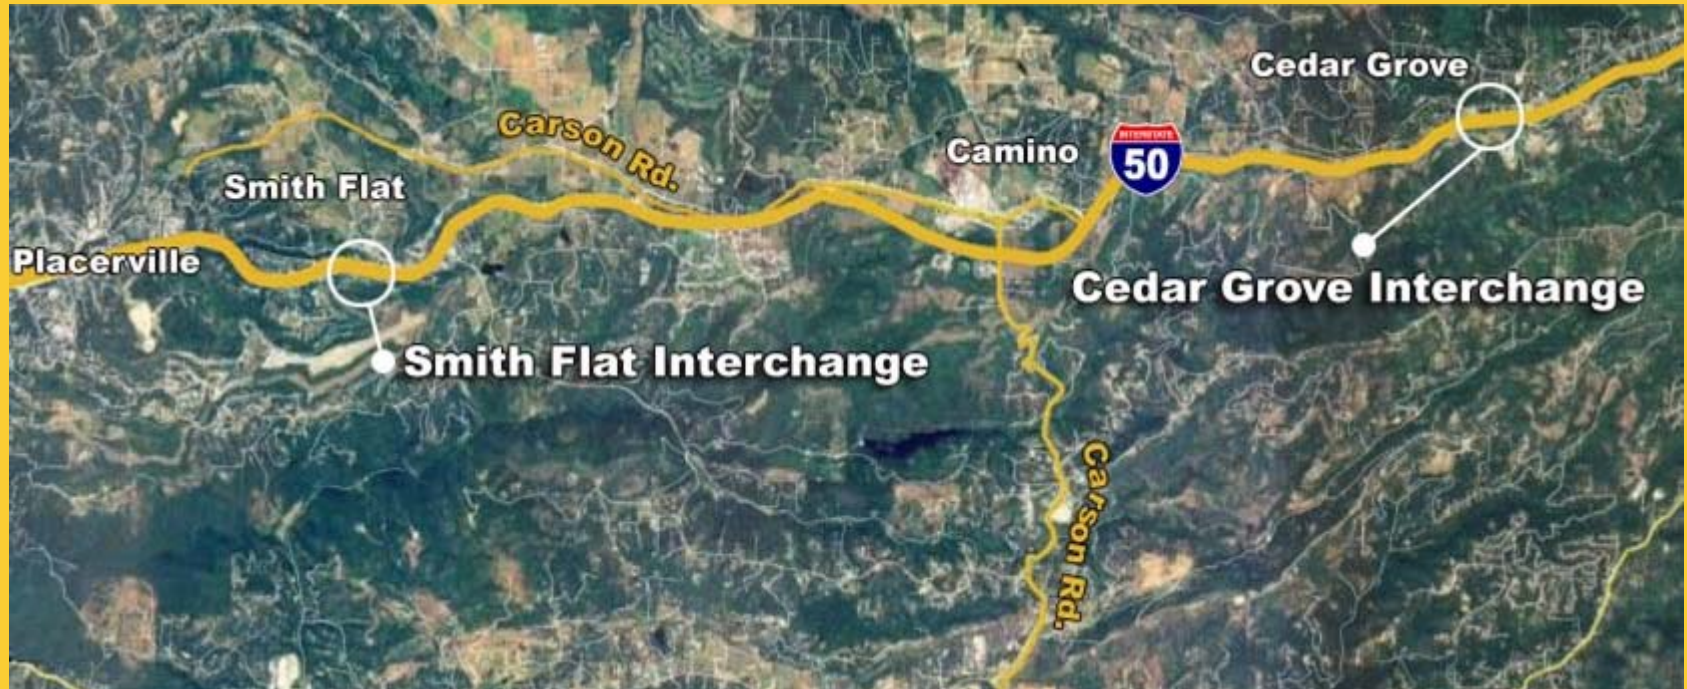 Cedar Grove
Carson Rd.
Camino
INTERSTATE
50
Smith Flat
Placerville
Cedar Grove Interchange
Smith Flat Interchange
Carson Rd.